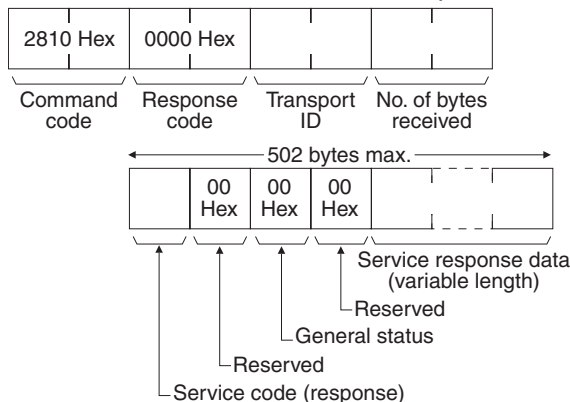 2810 Hex 0000 Hex
Command code
Response code
Transport ID
No. of bytes received
502 bytes max.
00 Hex
00 Hex
00 Hex
Service response data
(variable length)
Reserved
General status
Reserved
Service code (response)